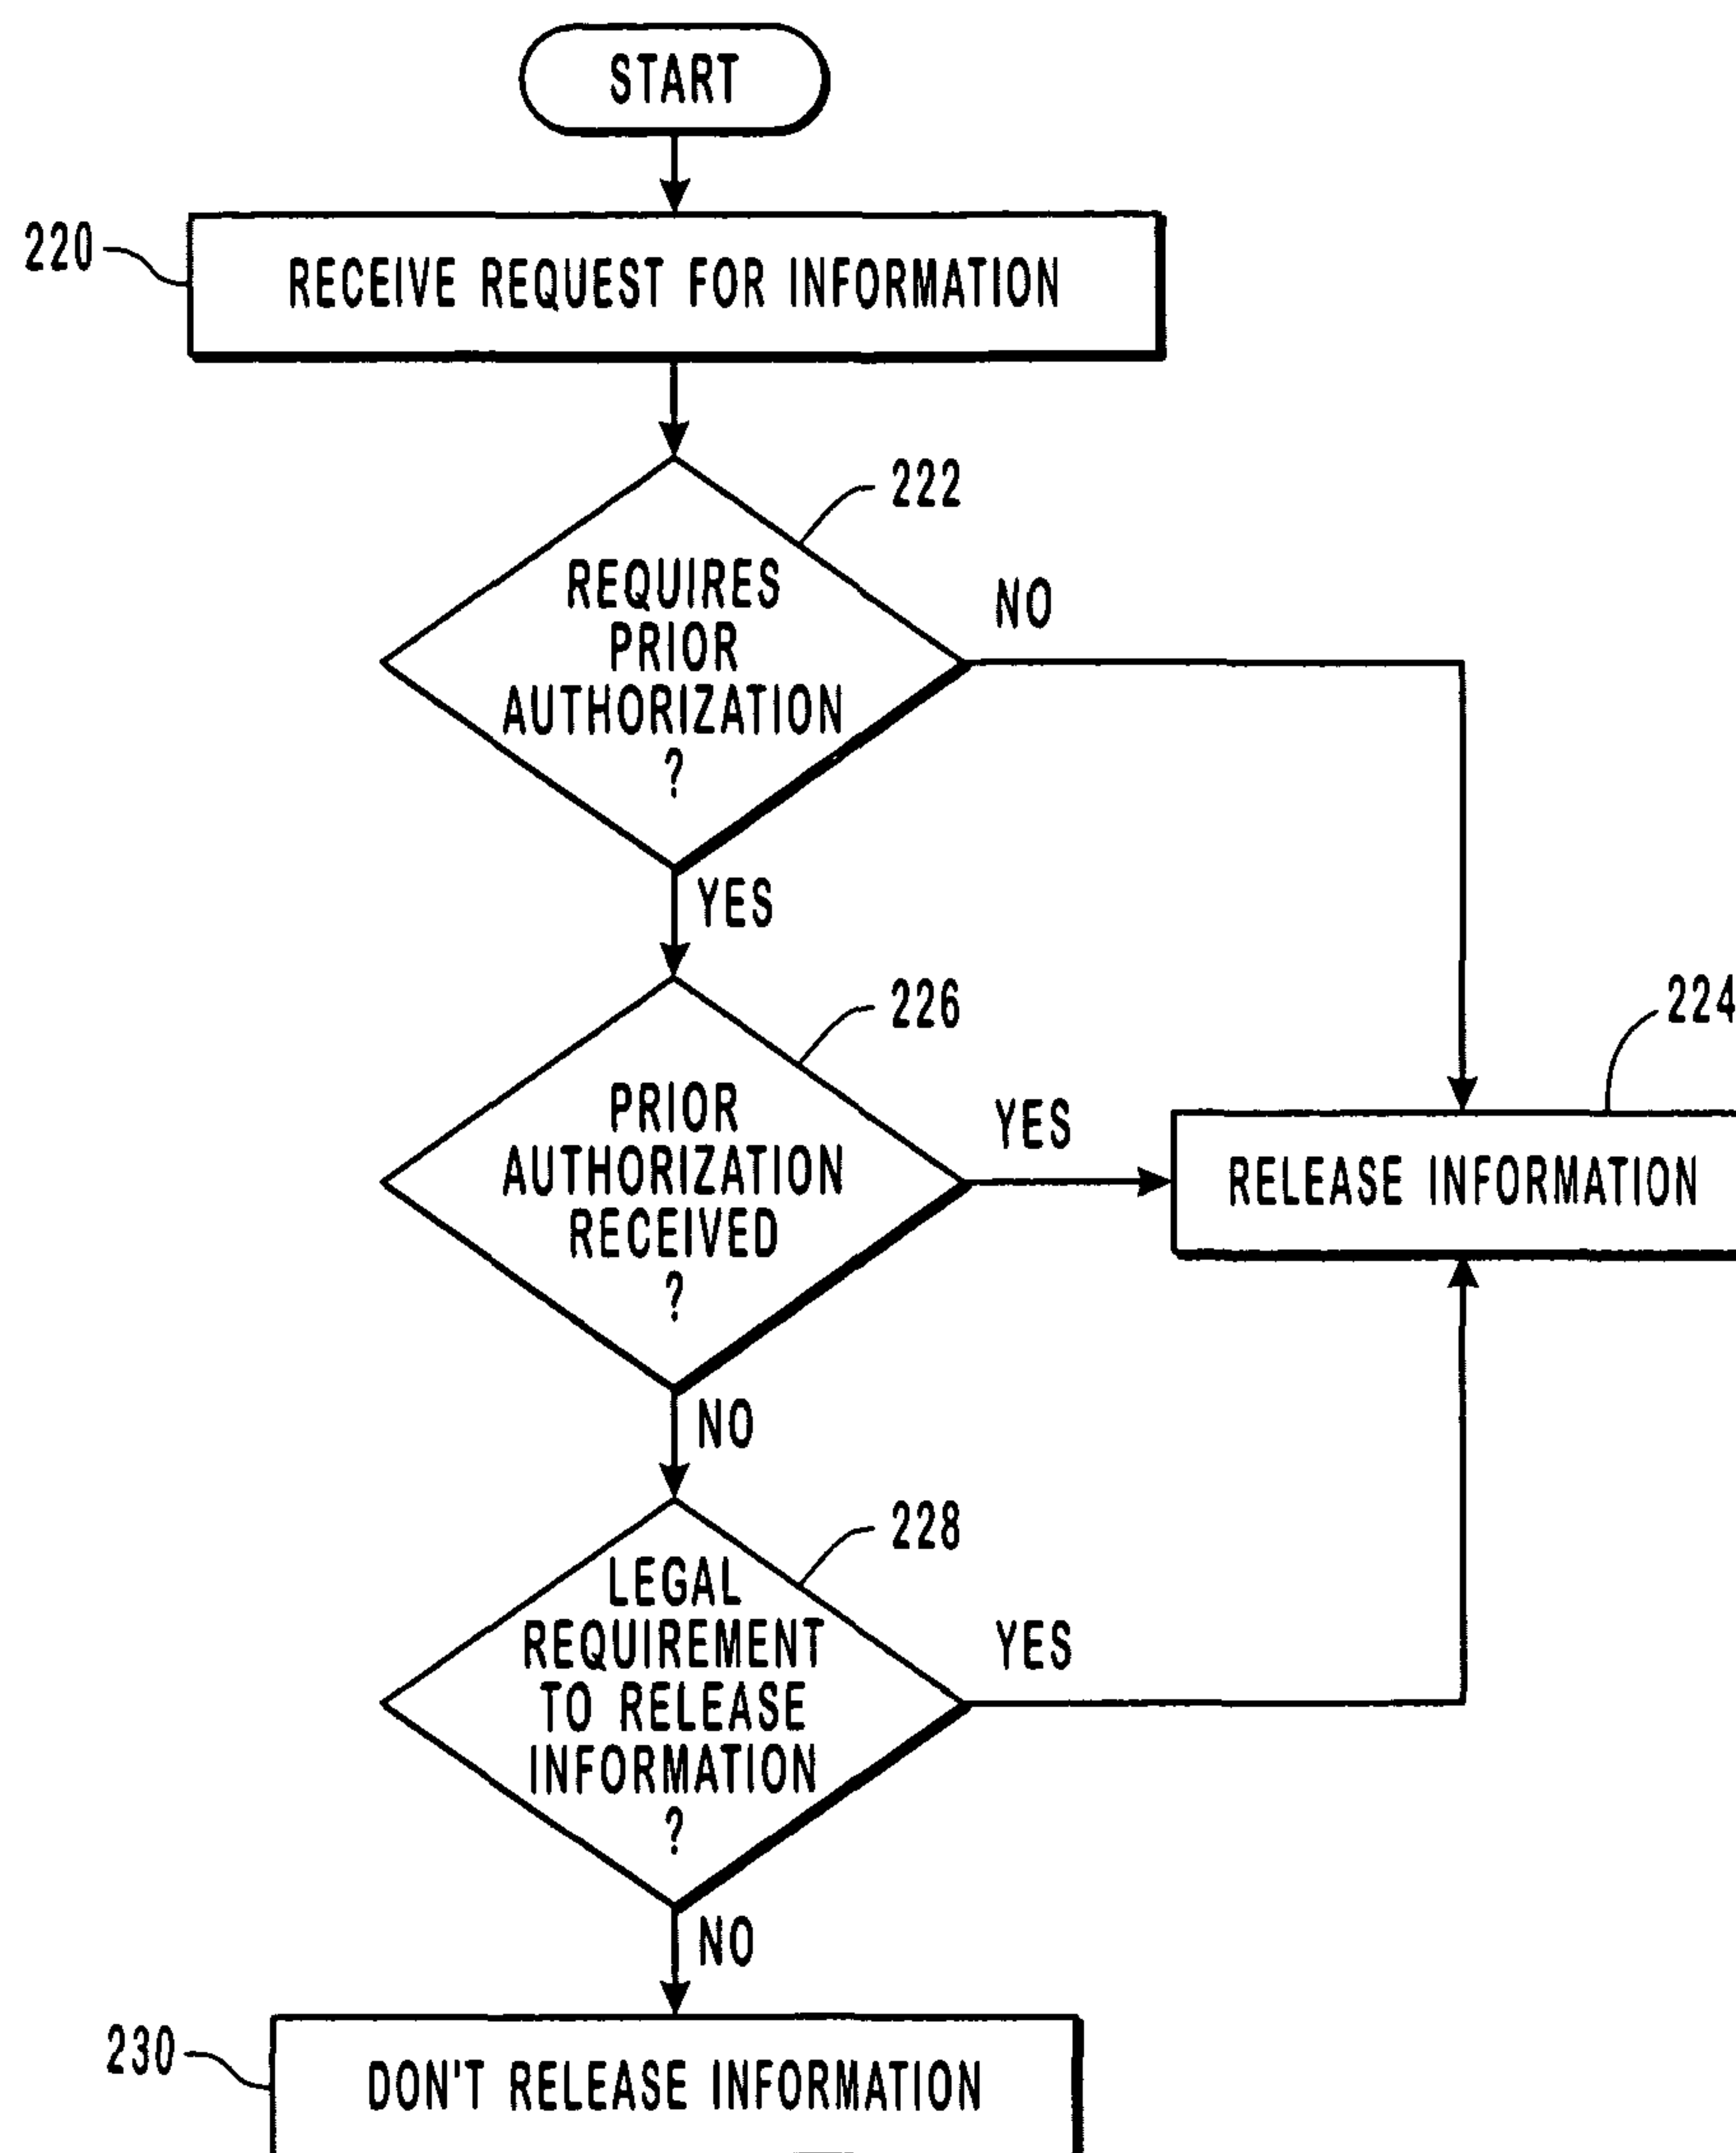 START
220
RECEIVE REQUEST FOR INFORMATION
222
REQUIRES
PRIOR
AUTHORIZATION
?
NO
YES
226
224
PRIOR
AUTHORIZATION
RECEIVED
?
YES
RELEASE INFORMATION
NO
228
LEGAL
REQUIREMENT
TO RELEASE
INFORMATION
?
YES
NO
230
DON'T RELEASE INFORMATION